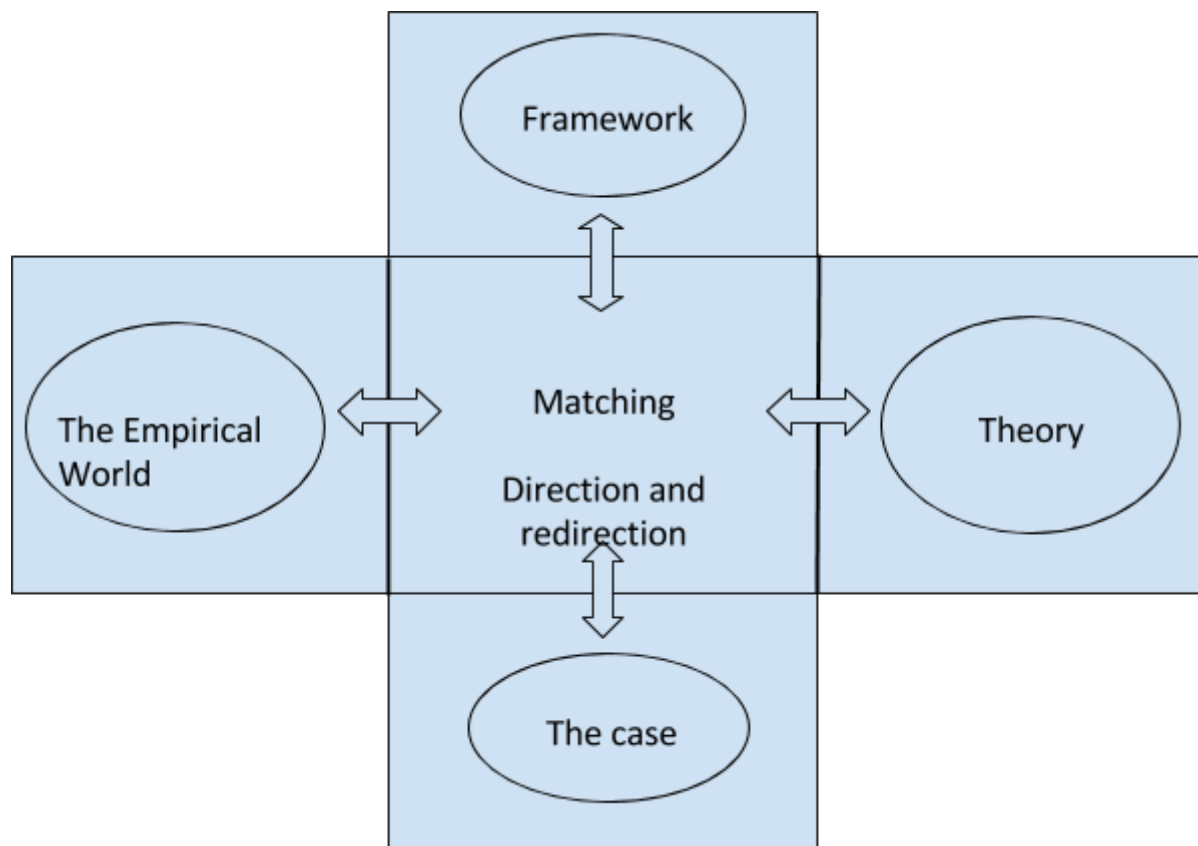 Framework
The Empirical
World
Matching
Direction and
redirection
Theory
The case